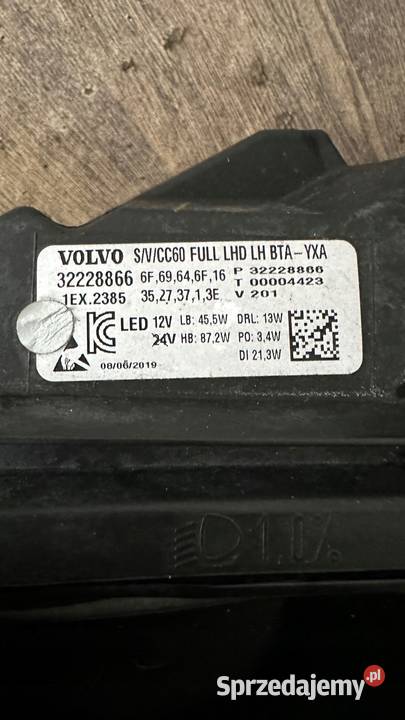 VOLVO S/V/CC60 FULL LHD LH BTA-YXA
32228866 6F,69,64,6F,16 P 32228866
T 00004423
1EX.2385 35,27,37,1,3E V 201
LED 12V LB: 45,5W DRL: 13W
24V HB: 87,2W PO: 3,4W
DI 21,3W
08/06/2019
1,0%
Sprzedajemy.pl